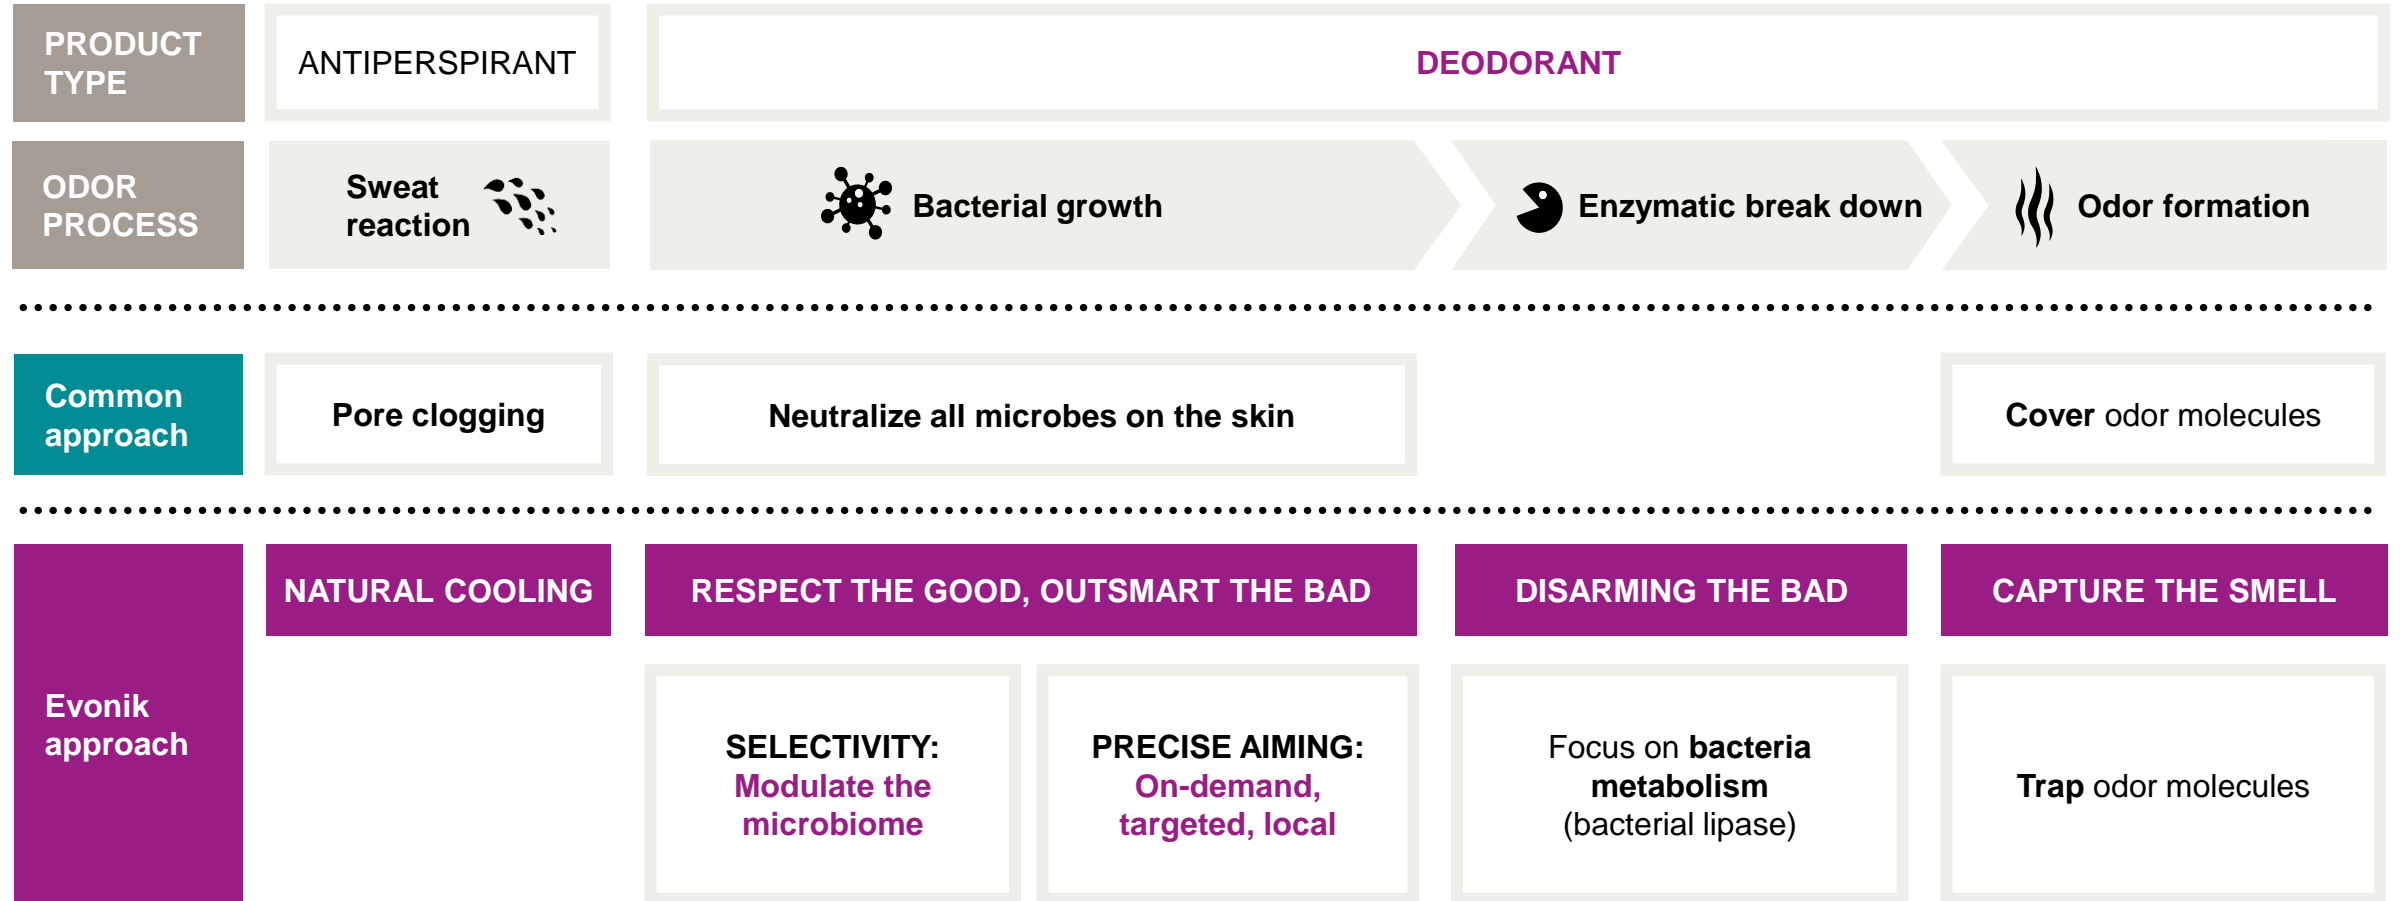 PRODUCT
TYPE
ANTIPERSPIRANT
DEODORANT
ODOR
PROCESS
Sweat
reaction
Bacterial growth
Enzymatic break down
Odor formation
Common
approach
Pore clogging
Neutralize all microbes on the skin
Cover odor molecules
Evonik
approach
NATURAL COOLING
RESPECT THE GOOD, OUTSMART THE BAD
DISARMING THE BAD
CAPTURE THE SMELL
SELECTIVITY:
Modulate the
microbiome
PRECISE AIMING:
On-demand,
targeted, local
Focus on bacteria
metabolism
(bacterial lipase)
Trap odor molecules